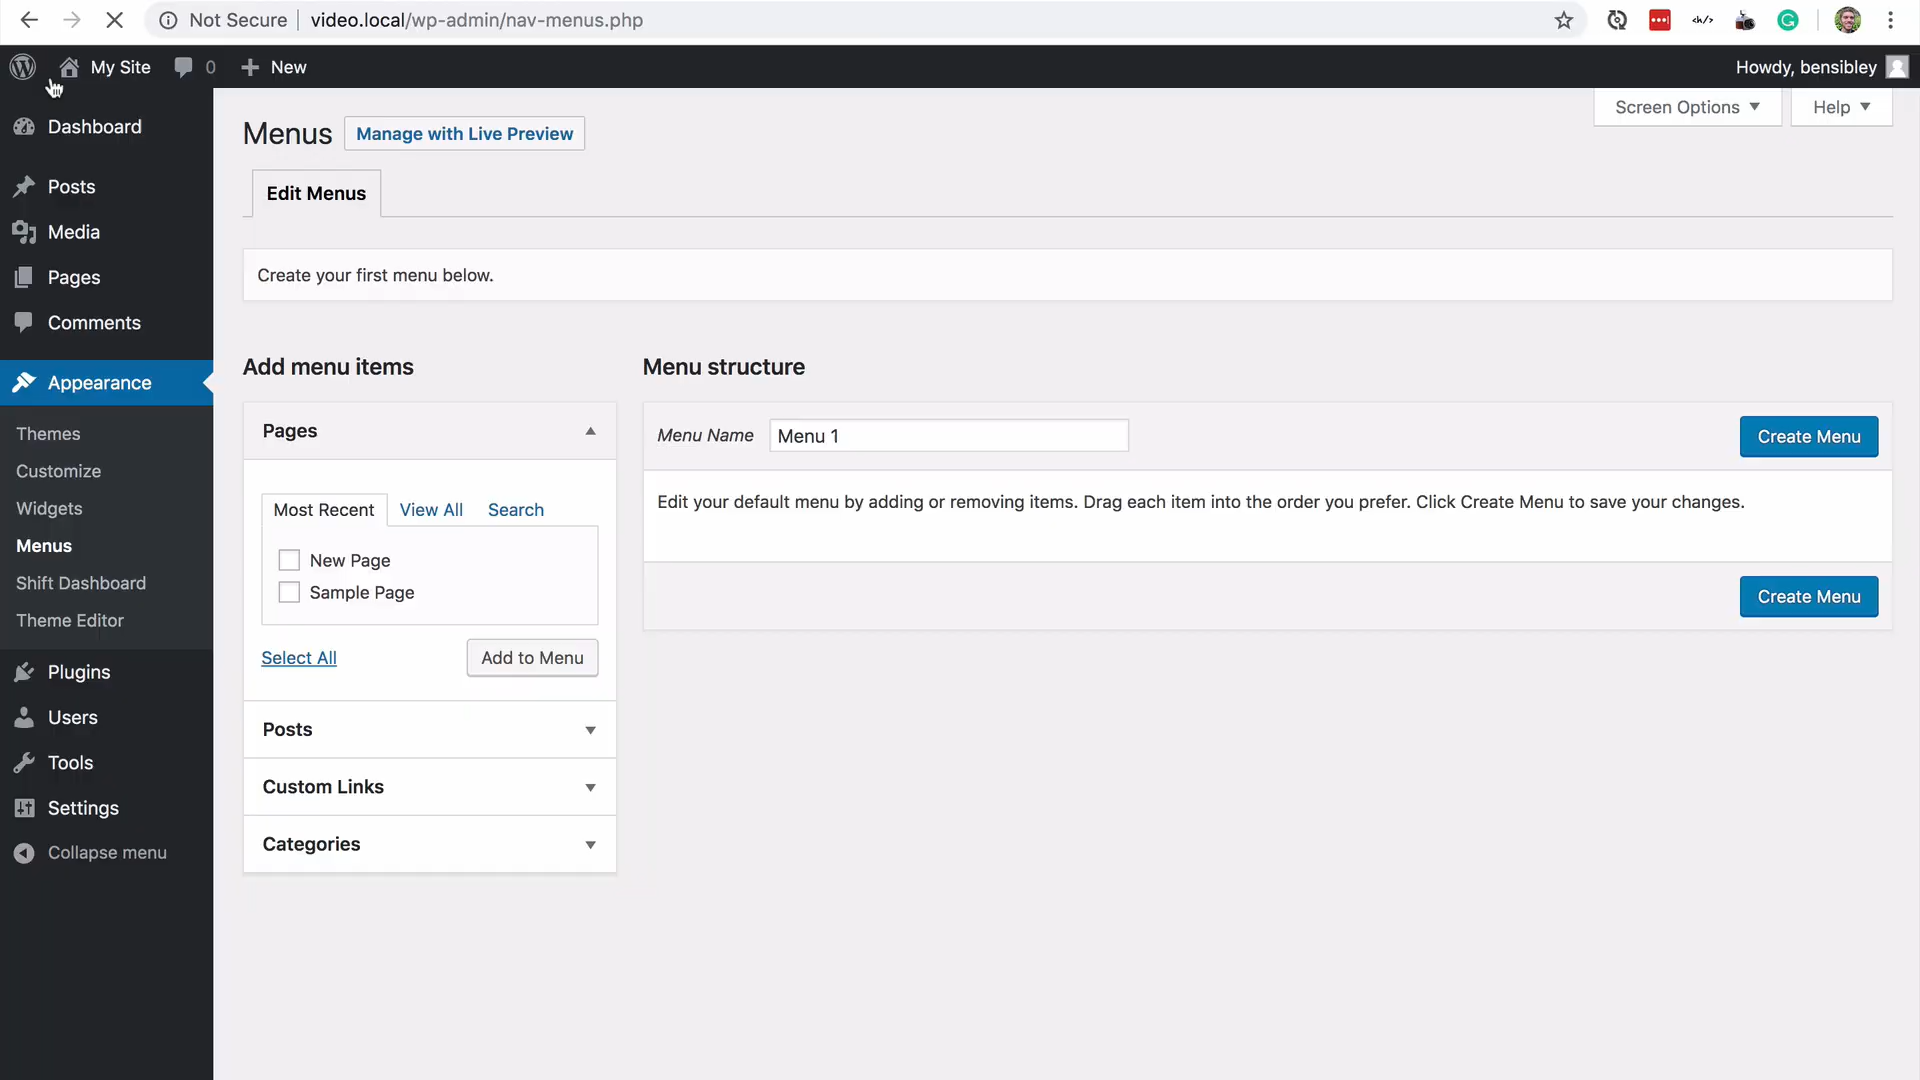 Not Secure | video.local/wp-admin/nav-menus.php
My Site 0 New Howdy, bensibley
Dashboard
Posts
Media
Pages
Comments
Appearance
Themes
Customize
Widgets
Menus
Shift Dashboard
Theme Editor
Plugins
Users
Tools
Settings
Collapse menu
Screen Options Help
Menus Manage with Live Preview
Edit Menus
Create your first menu below.
Add menu items
Pages
Most Recent View All Search
New Page
Sample Page
Select All Add to Menu
Posts
Custom Links
Categories
Menu structure
Menu Name Menu 1 Create Menu
Edit your default menu by adding or removing items. Drag each item into the order you prefer. Click Create Menu to save your changes.
Create Menu